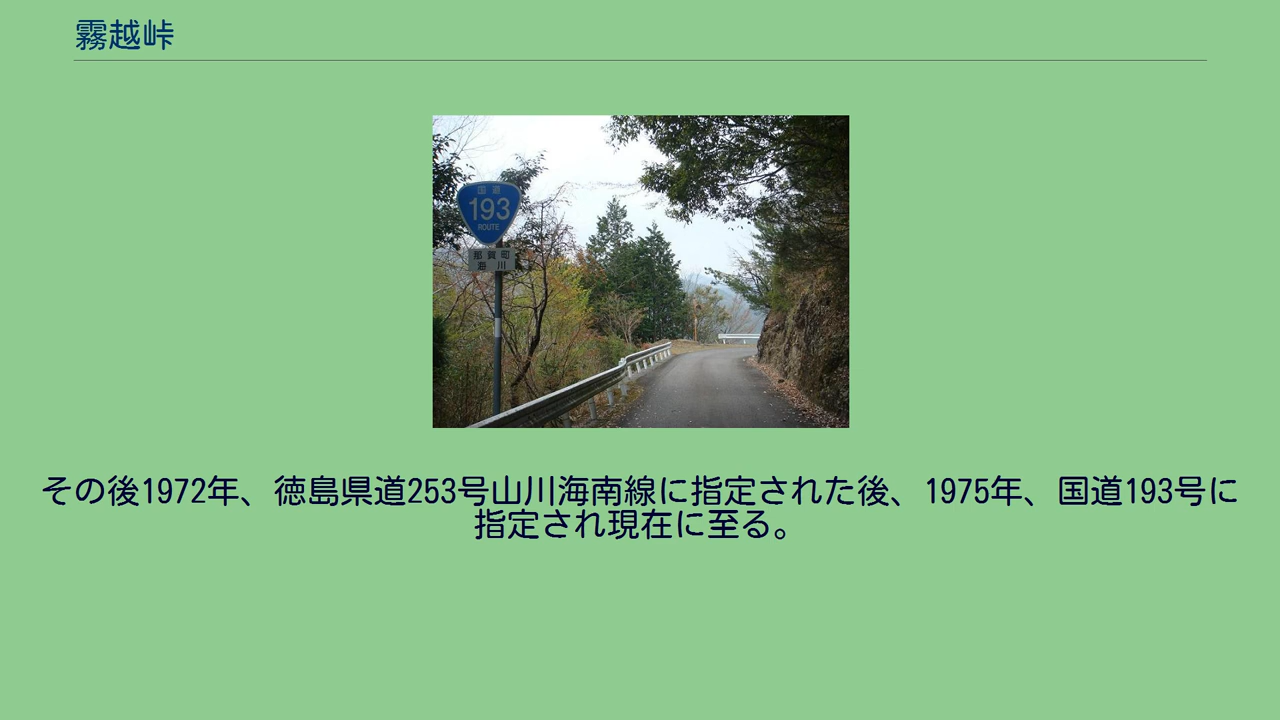 霧越峠
国道
193
ROUTE
那賀町
海川
その後1972年、徳島県道253号山川海南線に指定された後、1975年、国道193号に
指定され現在に至る。